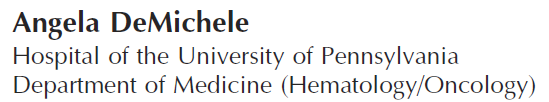 Angela DeMichele
Hospital of the University of Pennsylvania
Department of Medicine (Hematology/Oncology)